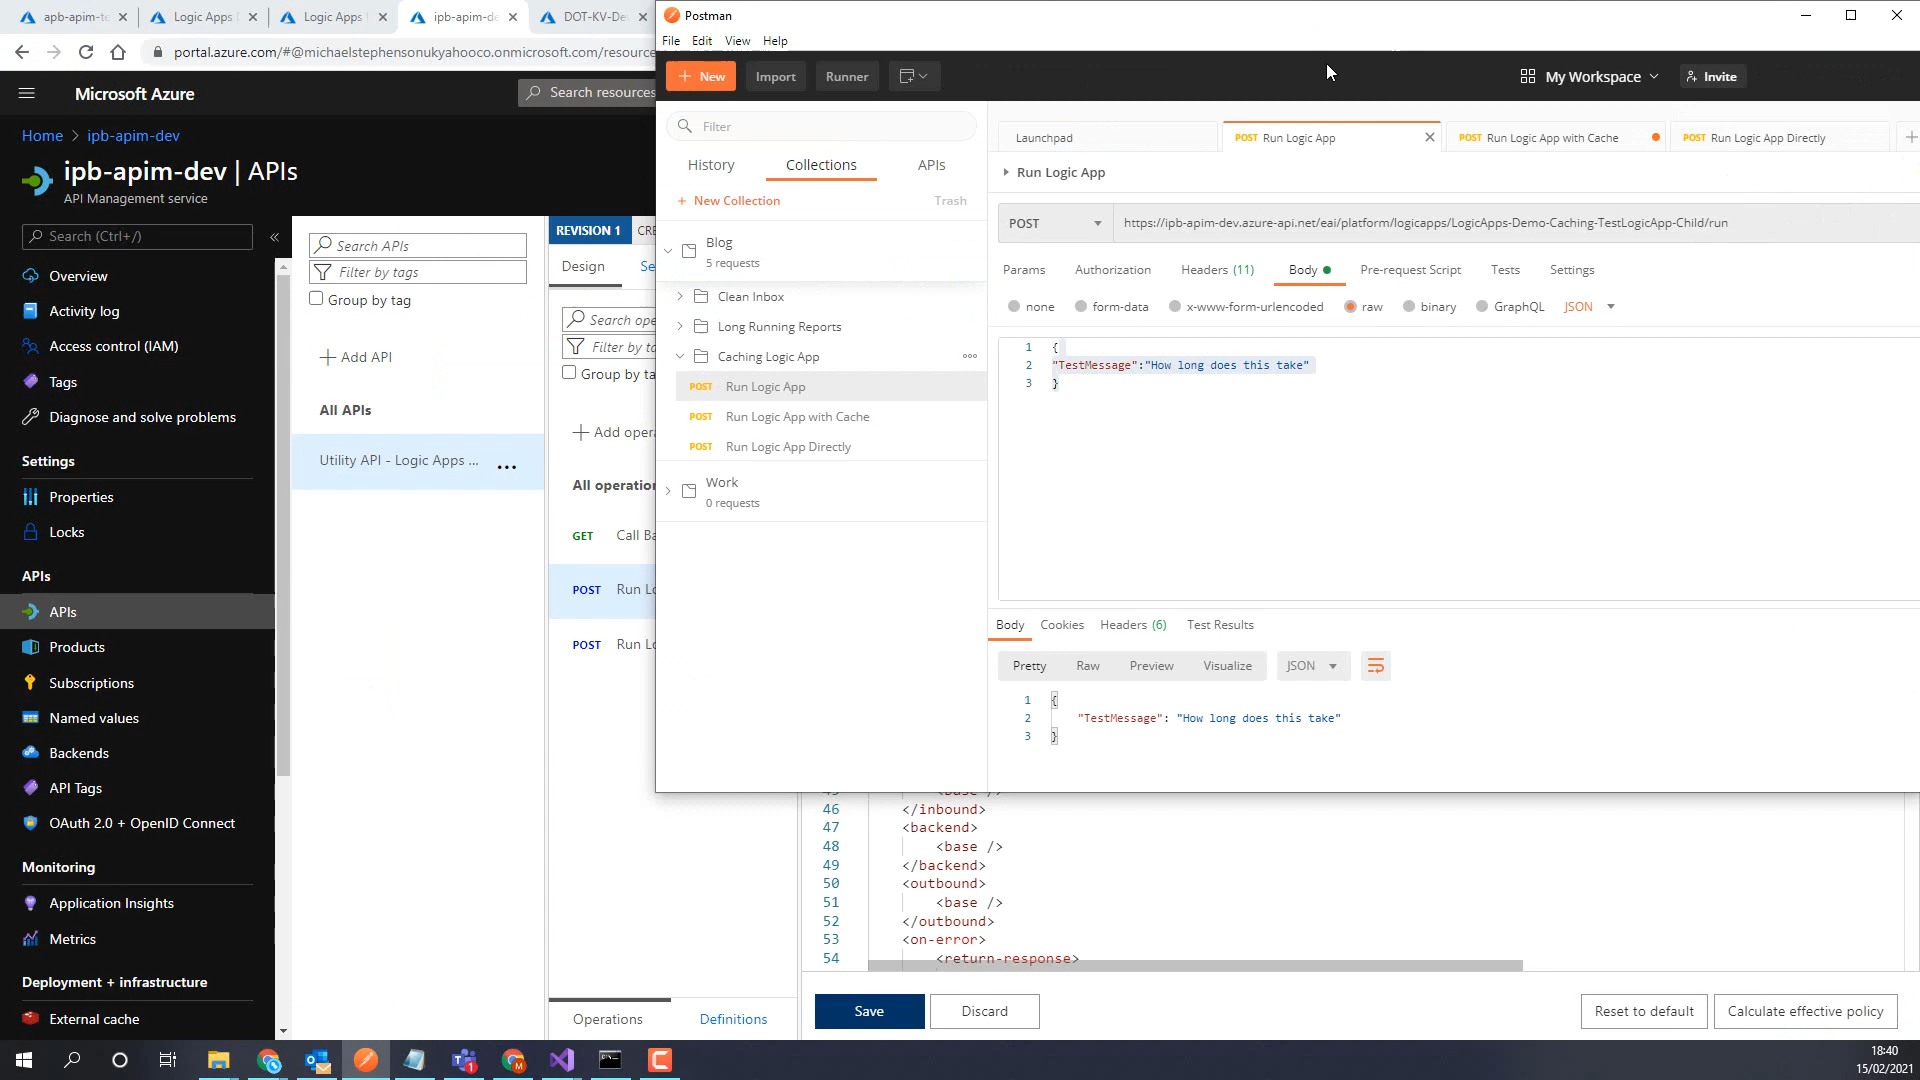 apb-apim-te
Logic Apps
Logic Apps
ipb-apim-de
DOT-KV-De
portal.azure.com/#@michaelstephensonukyahooco.onmicrosoft.com/resource
Microsoft Azure
Search resources
Home > ipb-apim-dev
ipb-apim-dev | APIs
API Management service
Search (Ctrl+/)
Overview
Activity log
Access control (IAM)
Tags
Diagnose and solve problems
Settings
Properties
Locks
APIs
APIs
Products
Subscriptions
Named values
Backends
API Tags
OAuth 2.0 + OpenID Connect
Monitoring
Application Insights
Metrics
Deployment + infrastructure
External cache
Search APIs
Filter by tags
Group by tag
Add API
All APIs
Utility API - Logic Apps ...
REVISION 1
CRE
Design
Se
Search ope
Filter by ta
Group by ta
Add opera
All operation
GET Call Ba
POST Run Lo
POST Run Lo
Operations
Definitions
Postman
File Edit View Help
New
Import
Runner
My Workspace
Invite
Filter
History
Collections
APIs
New Collection
Trash
Blog
5 requests
Clean Inbox
Long Running Reports
Caching Logic App
POST Run Logic App
POST Run Logic App with Cache
POST Run Logic App Directly
Work
0 requests
Launchpad
POST Run Logic App
POST Run Logic App with Cache
POST Run Logic App Directly
Run Logic App
POST
https://ipb-apim-dev.azure-api.net/eai/platform/logicapps/LogicApps-Demo-Caching-TestLogicApp-Child/run
Params
Authorization
Headers (11)
Body
Pre-request Script
Tests
Settings
none
form-data
x-www-form-urlencoded
raw
binary
GraphQL
JSON
1 {
2 "TestMessage":"How long does this take"
3 }
Body
Cookies
Headers (6)
Test Results
Pretty
Raw
Preview
Visualize
JSON
1 {
2 "TestMessage": "How long does this take"
3 }
45 <base />
46 </inbound>
47 <backend>
48 <base />
49 </backend>
50 <outbound>
51 <base />
52 </outbound>
53 <on-error>
54 <return-response>
Save
Discard
Reset to default
Calculate effective policy
18:40
15/02/2021